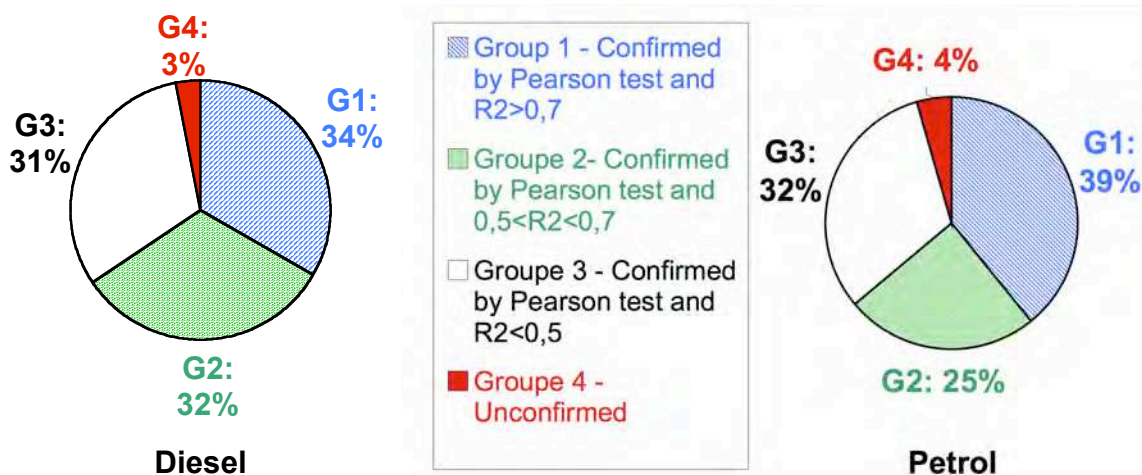 G4:
3%
G1:
34%
G3:
31%
G2:
32%
Diesel
Group 1 - Confirmed
by Pearson test and
R2>0,7
Groupe 2- Confirmed
by Pearson test and
0,5<R2<0,7
Groupe 3 - Confirmed
by Pearson test and
R2<0,5
Groupe 4 -
Unconfirmed
G4: 4%
G1:
39%
G3:
32%
G2: 25%
Petrol